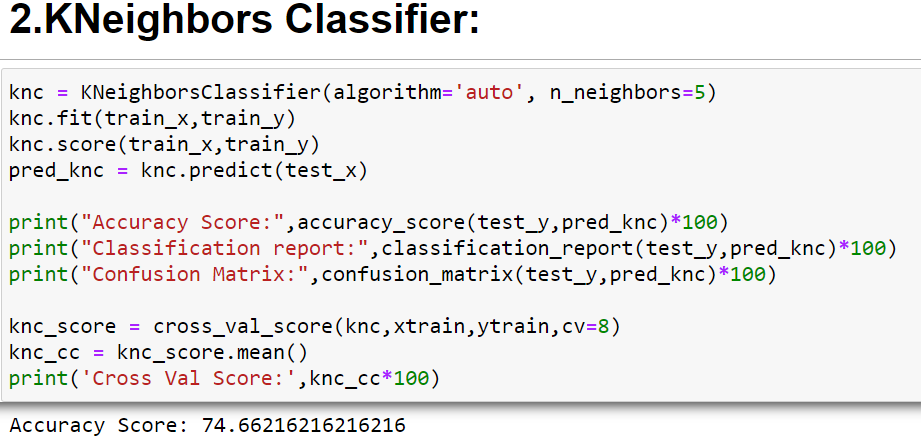 2.KNeighbors Classifier:
knc = KNeighborsClassifier(algorithm='auto', n_neighbors=5)
knc.fit(train_x,train_y)
knc.score(train_x,train_y)
pred_knc = knc.predict(test_x)
print("Accuracy Score:",accuracy_score(test_y,pred_knc)*100)
print("Classification report:",classification_report(test_y,pred_knc)*100)
print("Confusion Matrix:",confusion_matrix(test_y,pred_knc)*100)
knc_score = cross_val_score(knc,xtrain,ytrain,cv=8)
knc_cc = knc_score.mean()
print('Cross Val Score:',knc_cc*100)
Accuracy Score: 74.66216216216216